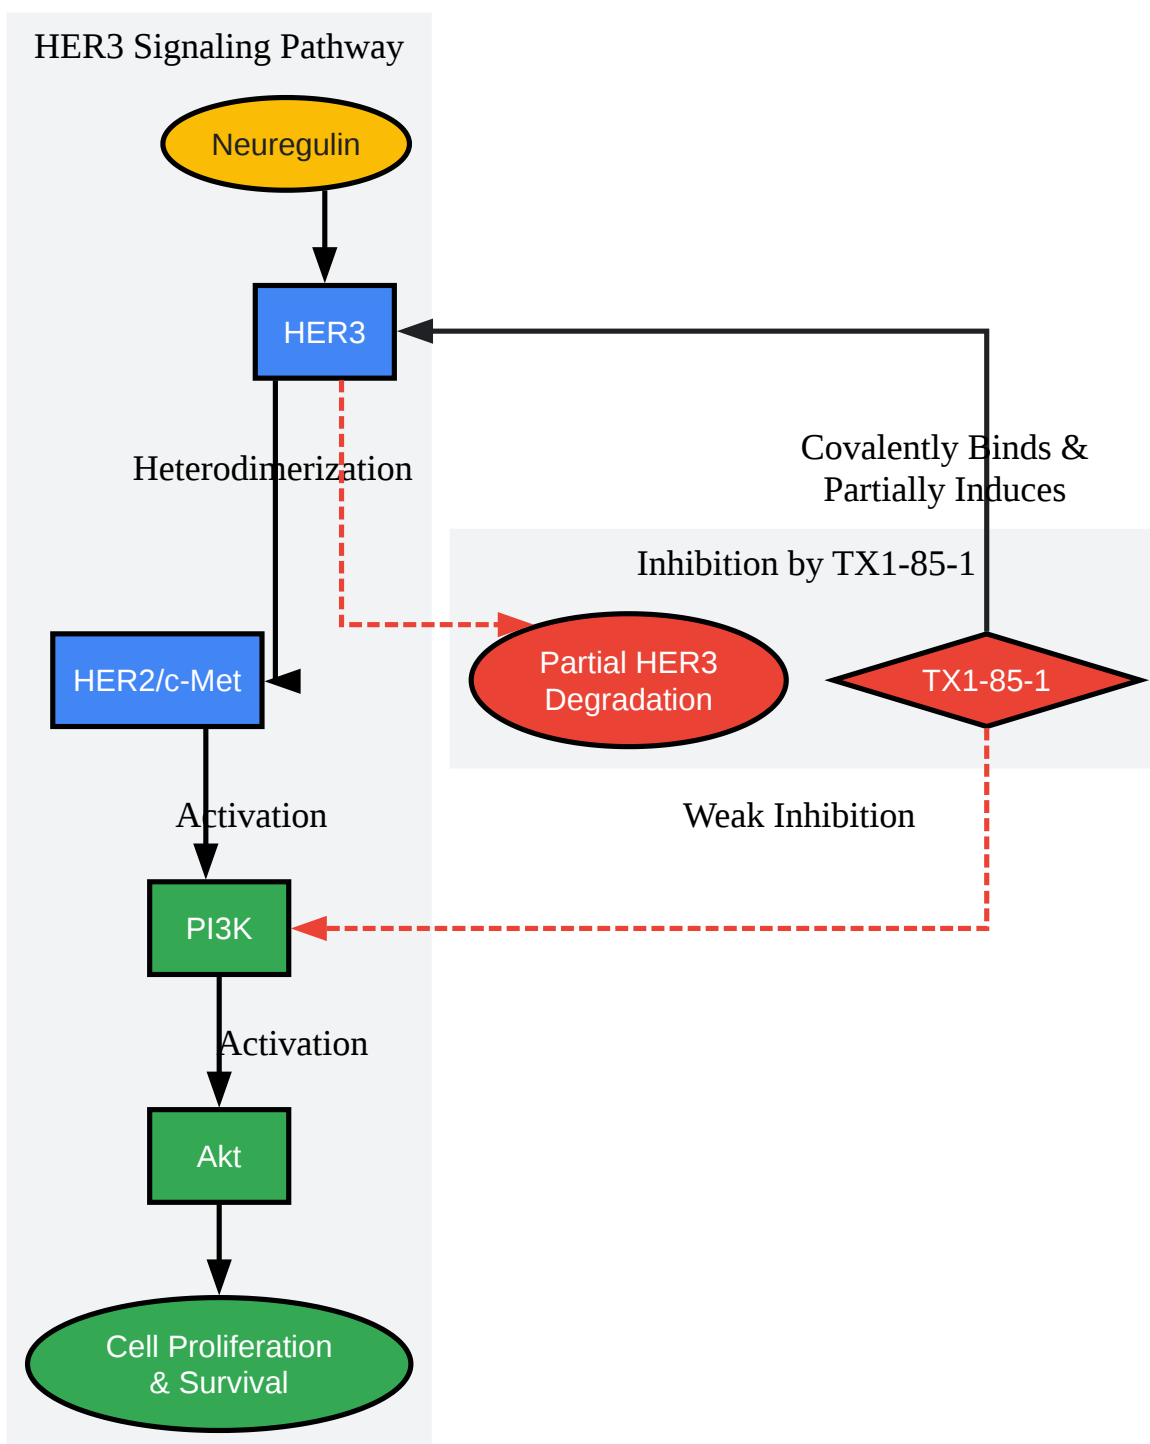 HER3 Signaling Pathway
Neuregulin
HER3
Heterodimerization
Covalently Binds &
Partially Induces
Inhibition by TX1-85-1
HER2/c-Met
Partial HER3
Degradation
TX1-85-1
Activation
Weak Inhibition
PI3K
Activation
Akt
Cell Proliferation
& Survival